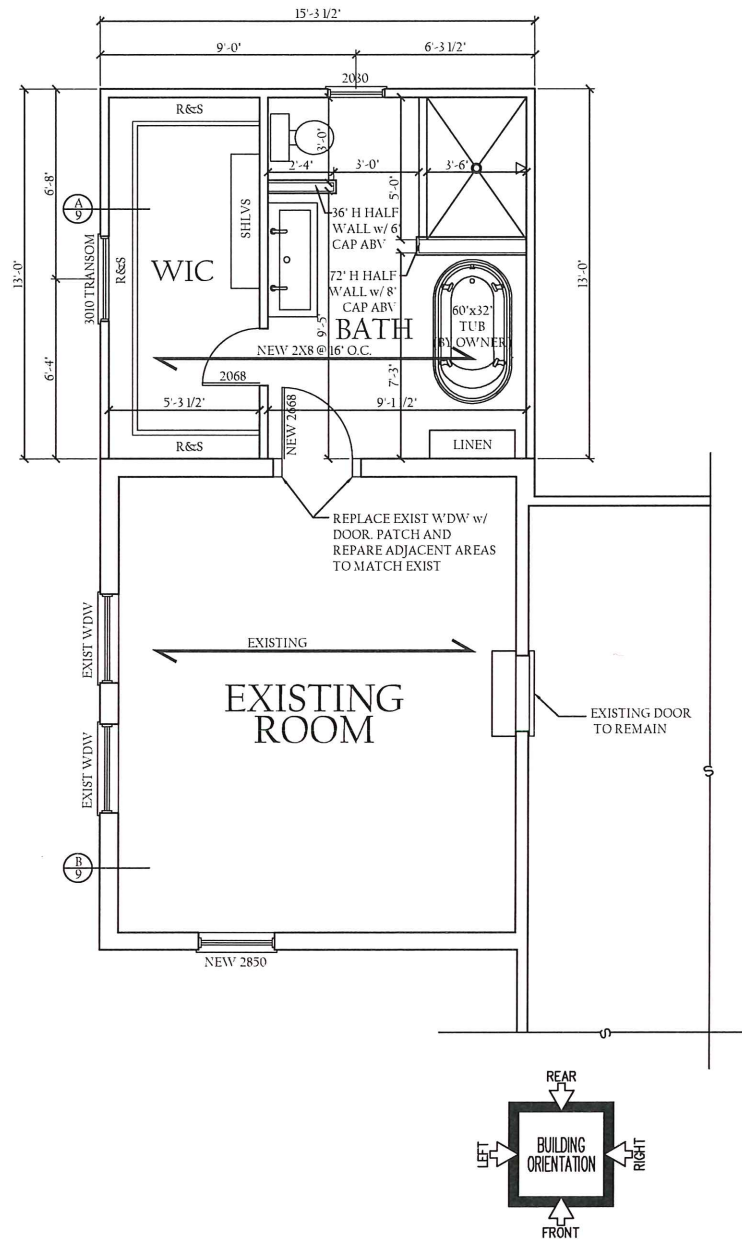 15'-3 1/2"
9'-0"
6'-3 1/2"
2030
R&S
3'-0"
2'-4"
3'-0"
3'-6"
6'-8"
5'-0"
A
9
SHLVS
36" H HALF
WALL w/ 6"
CAP ABV
13'-0"
3010 TRANSOM
R&S
WIC
72" H HALF
WALL w/ 8"
CAP ABV
13'-0"
BATH
60"x32"
TUB
(BY OWNER)
9'-5"
NEW 2X8 @ 16" O.C.
6'-4"
7'-3"
2068
5'-3 1/2"
NEW 2668
9'-1 1/2"
R&S
LINEN
REPLACE EXIST WDW w/
DOOR. PATCH AND
REPARE ADJACENT AREAS
TO MATCH EXIST
EXIST WDW
EXISTING
EXISTING
ROOM
EXISTING DOOR
TO REMAIN
EXIST WDW
B
9
NEW 2850
S
S
REAR
LEFT
BUILDING
ORIENTATION
RIGHT
FRONT